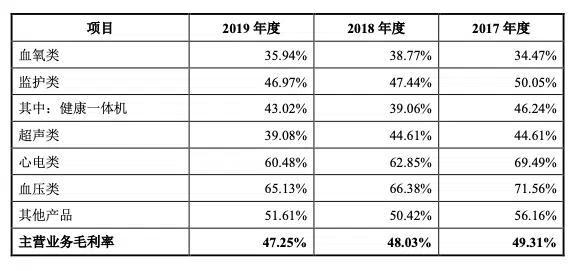 项目 2019 年度 2018 年度 2017 年度
血氧类 35.94% 38.77% 34.47%
监护类 46.97% 47.44% 50.05%
其中：健康一体机 43.02% 39.06% 46.24%
超声类 39.08% 44.61% 44.61%
心电类 60.48% 62.85% 69.49%
血压类 65.13% 66.38% 71.56%
其他产品 51.61% 50.42% 56.16%
主营业务毛利率 47.25% 48.03% 49.31%